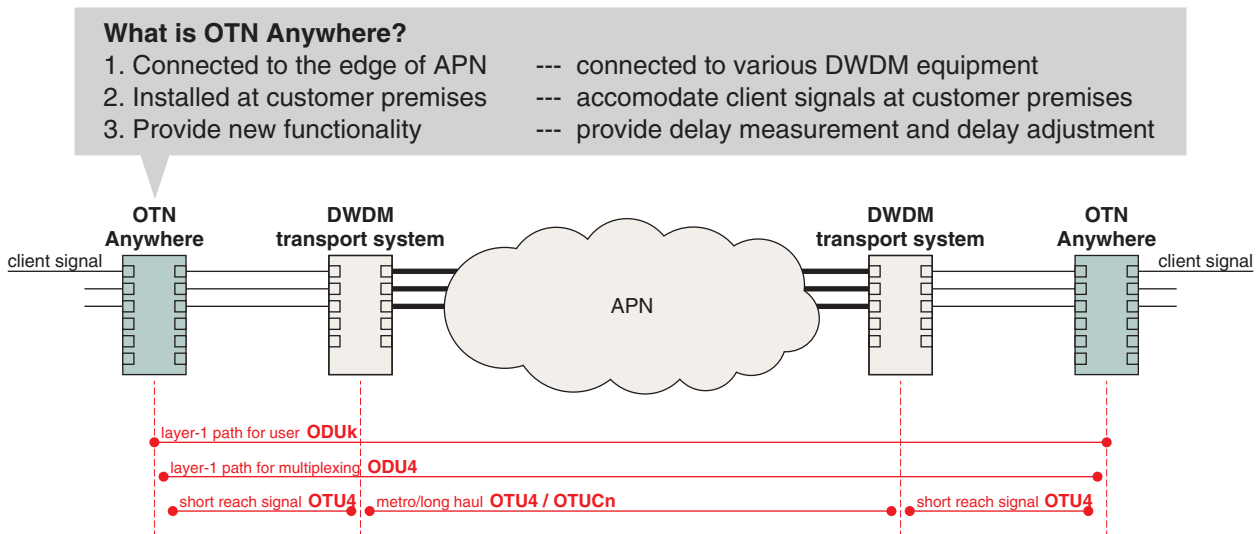 What is OTN Anywhere?
1. Connected to the edge of APN --- connected to various DWDM equipment
2. Installed at customer premises --- accomodate client signals at customer premises
3. Provide new functionality --- provide delay measurement and delay adjustment
OTN
Anywhere
DWDM
transport system
DWDM
transport system
OTN
Anywhere
client signal
client signal
APN
layer-1 path for user ODUk
layer-1 path for multiplexing ODU4
short reach signal OTU4
metro/long haul OTU4 / OTUCn
short reach signal OTU4